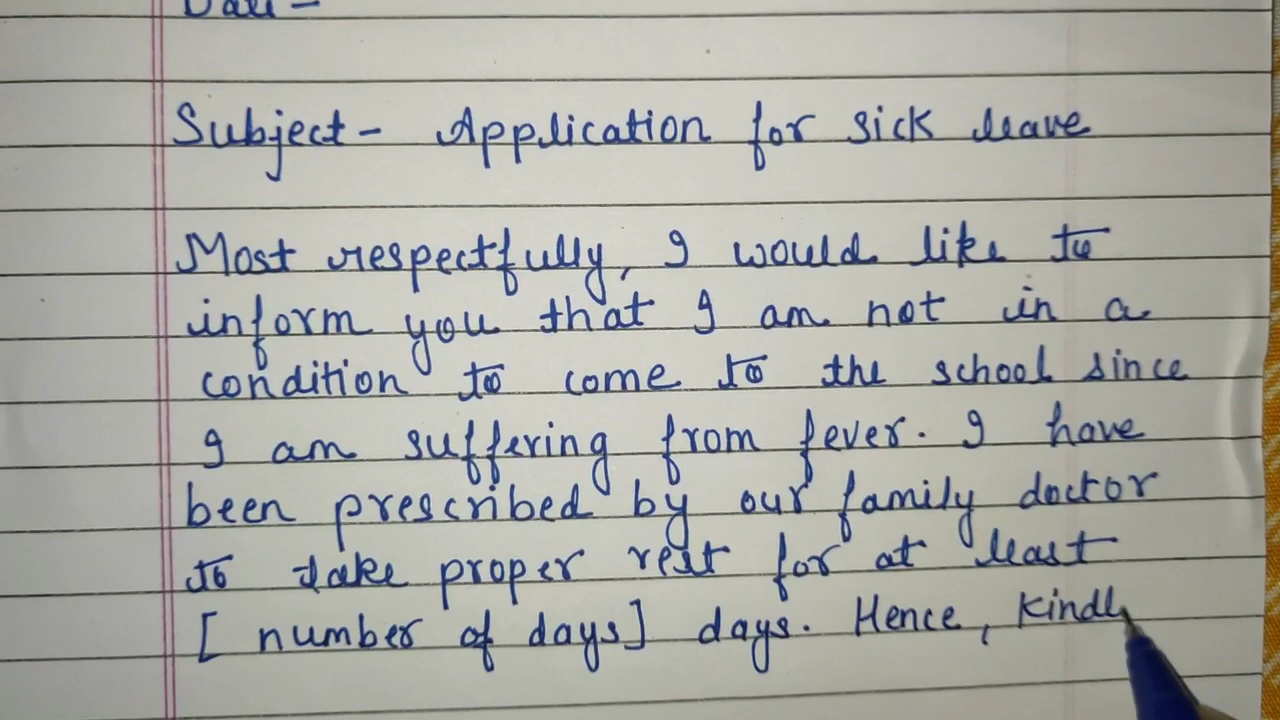 Date -
Subject - Application for sick leave
Most respectfully, I would like to
inform you that I am not in a
condition to come to the school since
I am suffering from fever. I have
been prescribed by our family doctor
to take proper rest for at least
[ number of days] days. Hence, Kindl